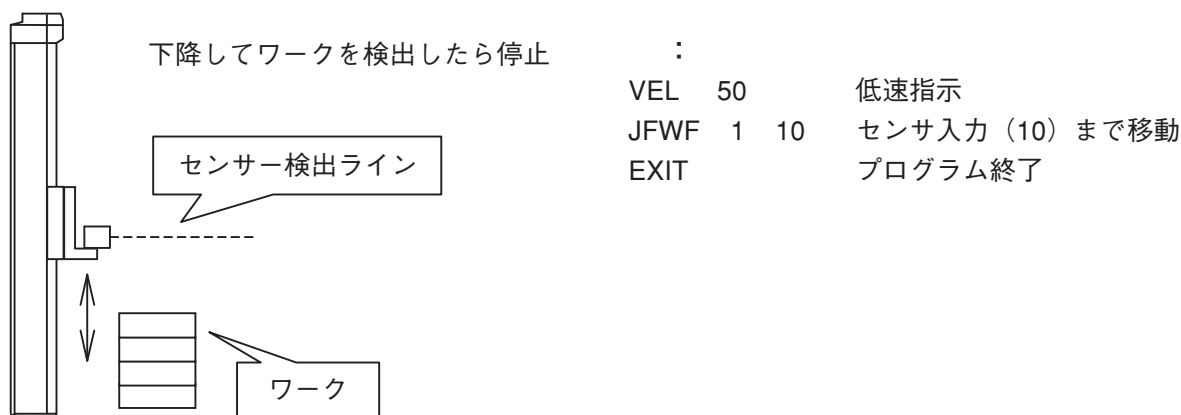 下降してワークを検出したら停止
センサー検出ライン
ワーク
：
VEL 50 低速指示
JFWF 1 10 センサ入力（10）まで移動
EXIT プログラム終了